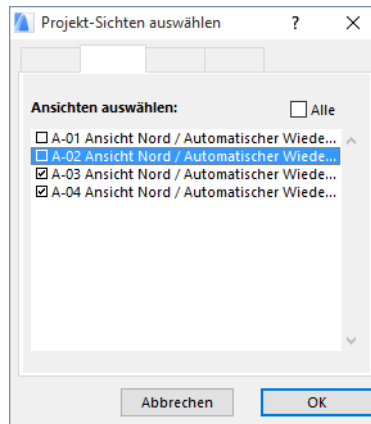 Projekt-Sichten auswählen ? ×
Ansichten auswählen: Alle
A-01 Ansicht Nord / Automatischer Wiede...
A-02 Ansicht Nord / Automatischer Wiede...
A-03 Ansicht Nord / Automatischer Wiede...
A-04 Ansicht Nord / Automatischer Wiede...
Abbrechen OK